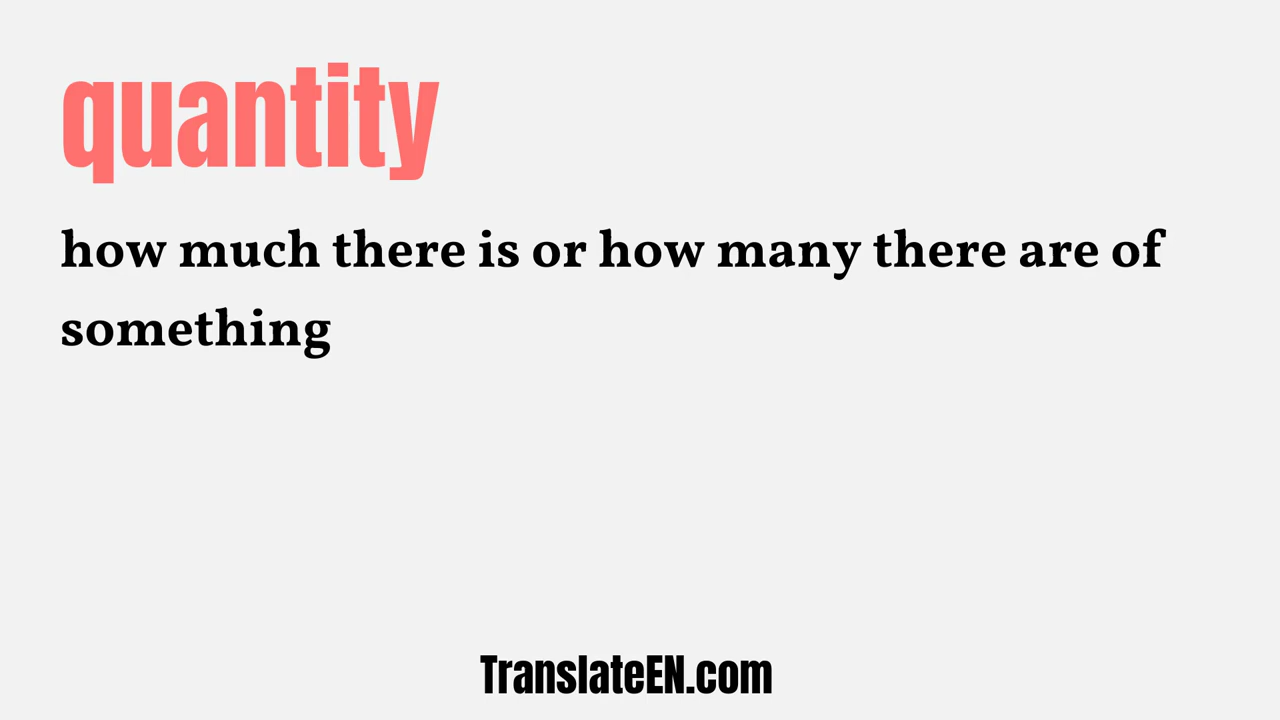 quantity
how much there is or how many there are of
something
TranslateEN.com